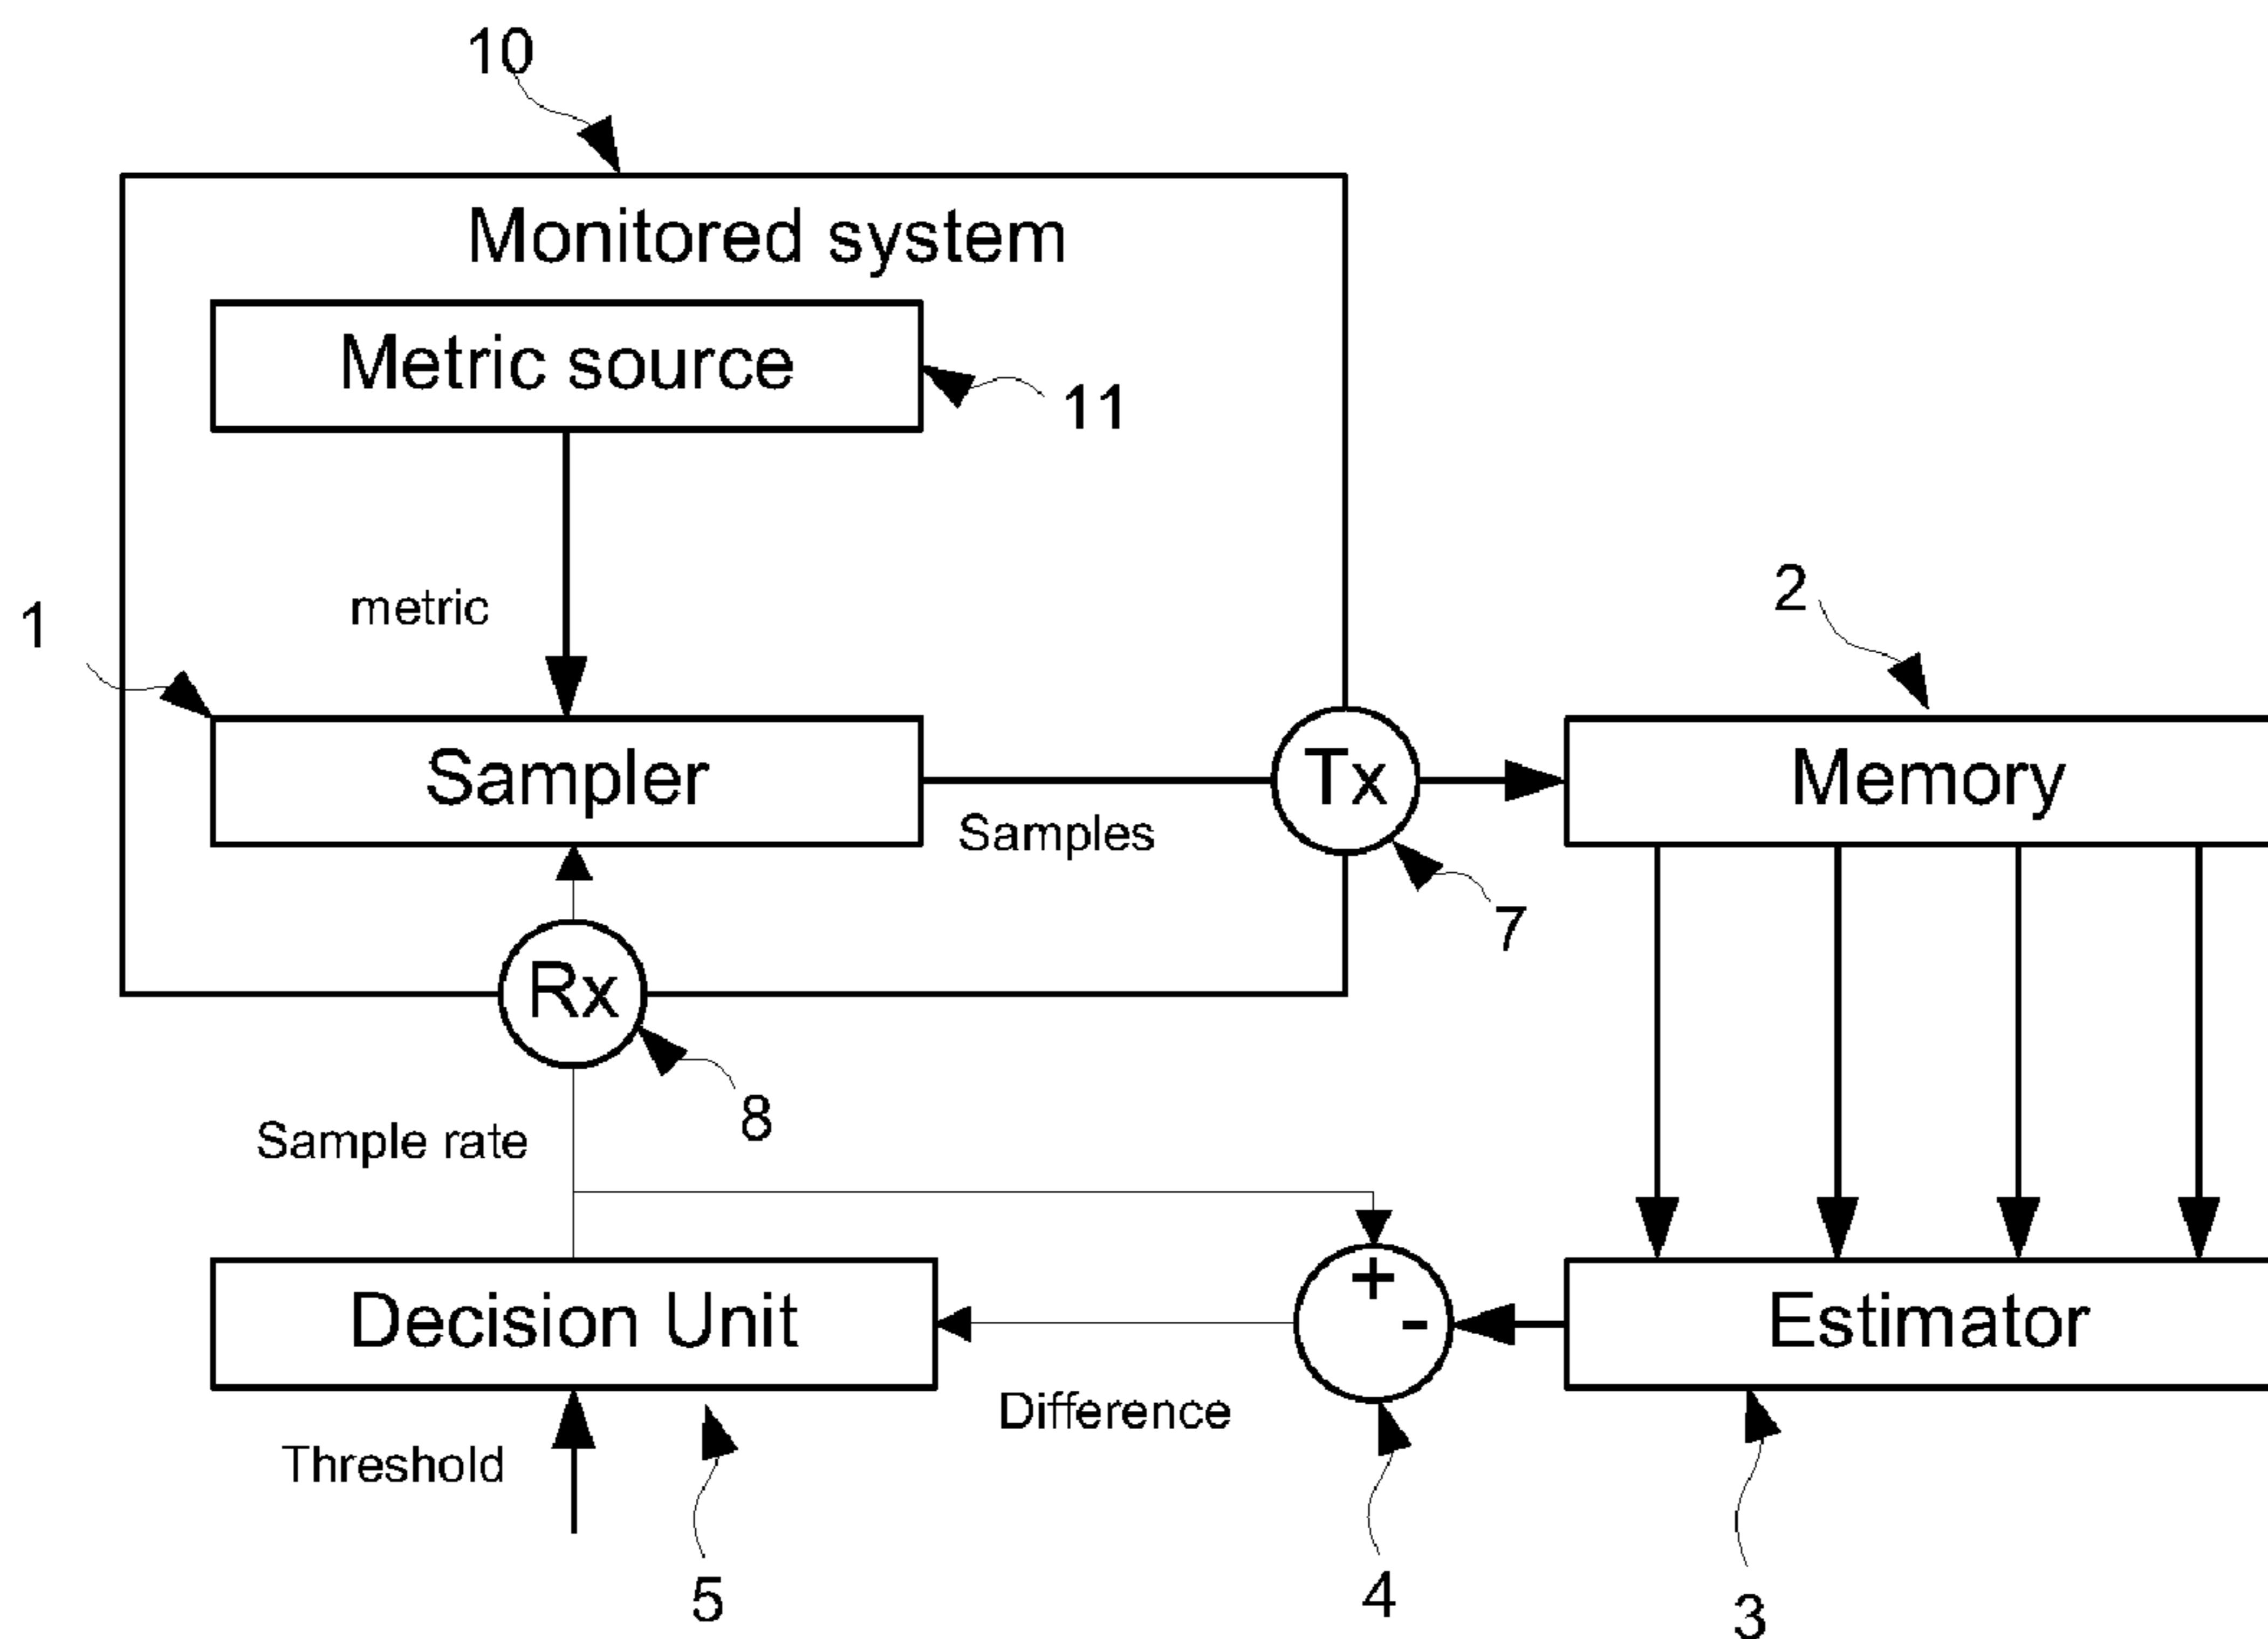 10
Monitored system
Metric source
11
metric
1
2
Sampler
Tx
Memory
Samples
7
Rx
8
Sample rate
+
-
Decision Unit
Estimator
Difference
Threshold
5
4
3